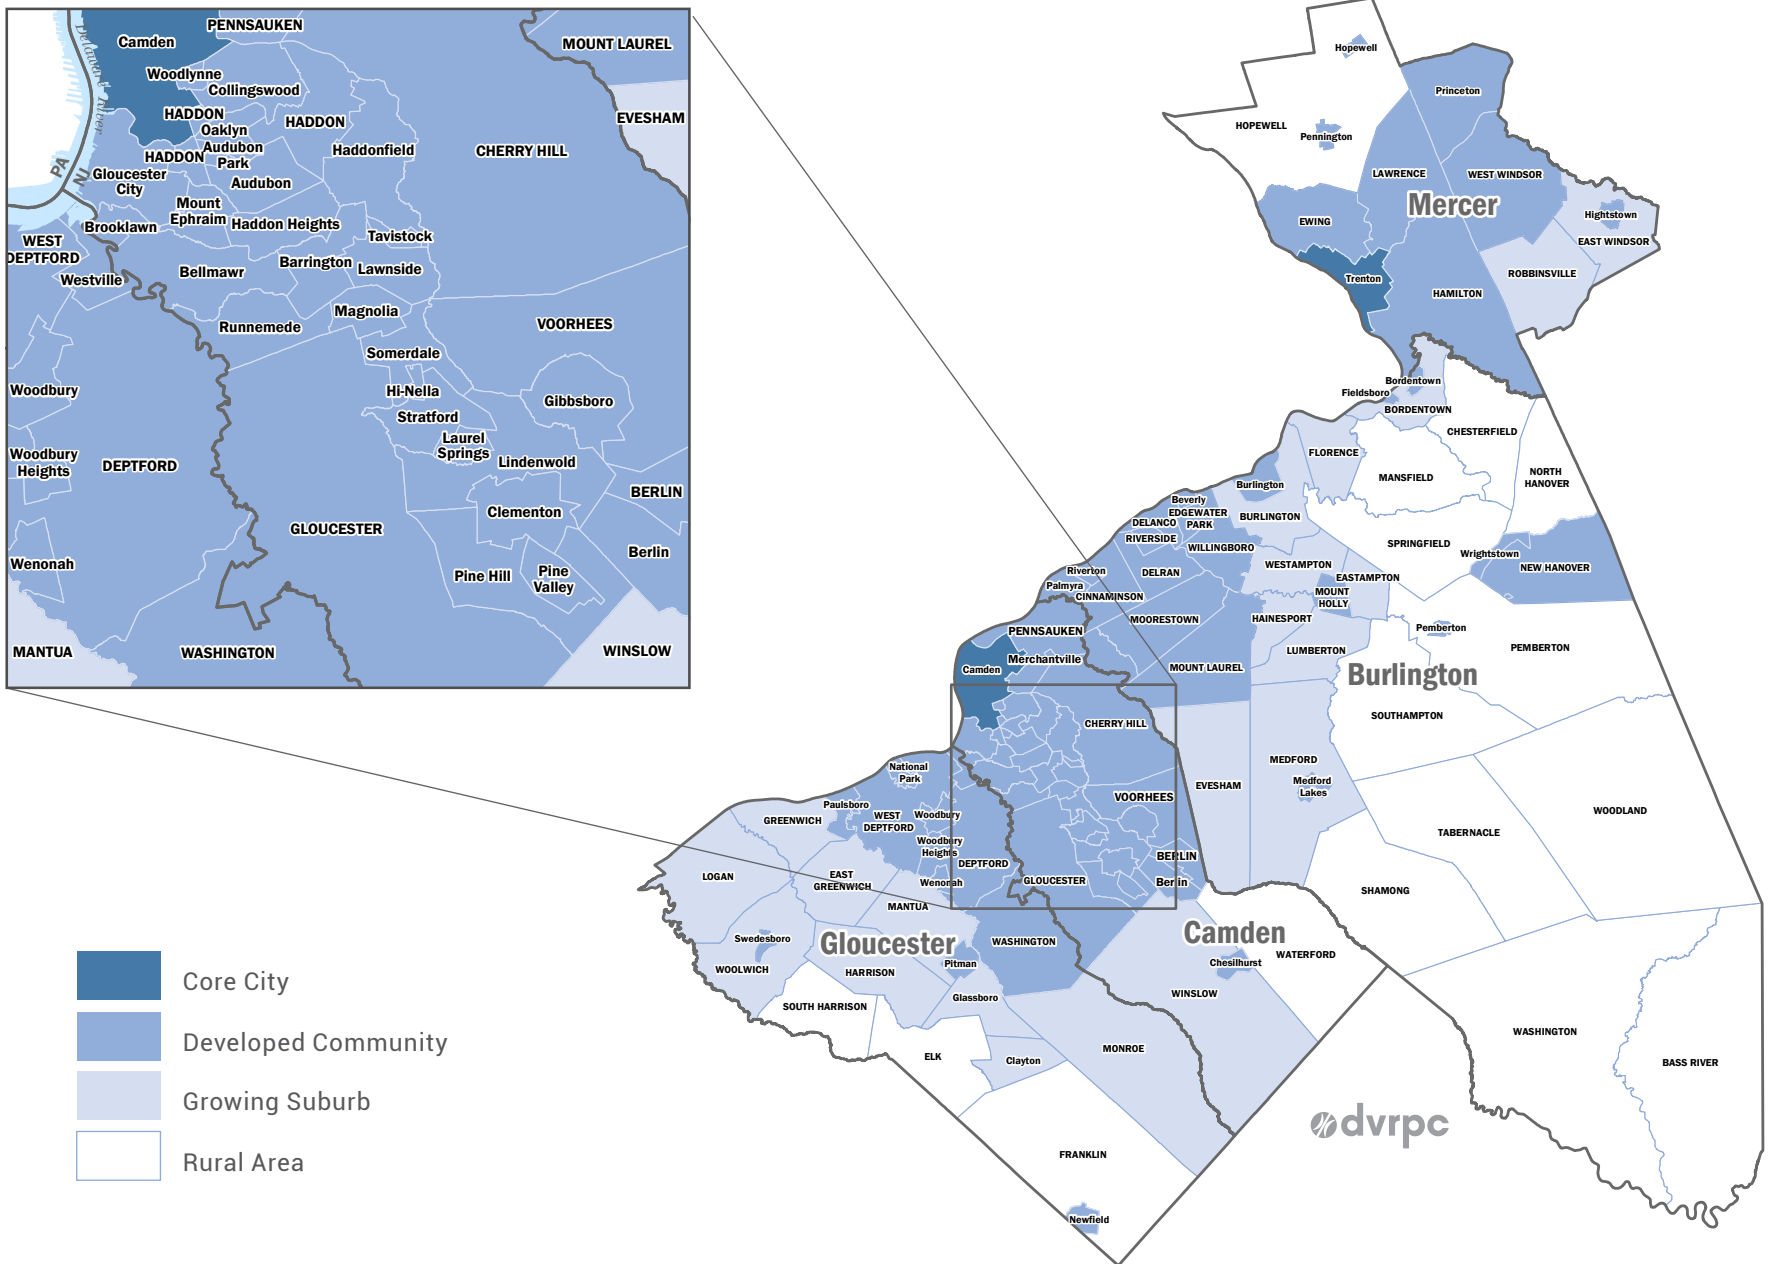 PENNSAUKEN
Camden
MOUNT LAUREL
Woodlynne
Collingswood
Delaware River
HADDON
Oaklyn
HADDON
EVESHAM
HADDON
Audubon
Park
Haddonfield
CHERRY HILL
PA
NJ
Gloucester
City
Audubon
Mount
Ephraim
Haddon Heights
Brooklawn
Tavistock
WEST
DEPTFORD
Westville
Bellmawr
Barrington
Lawnside
Runnemede
Magnolia
VOORHEES
Somerdale
Woodbury
Hi-Nella
Gibbsboro
Stratford
Woodbury
Heights
DEPTFORD
Laurel
Springs
Lindenwold
BERLIN
GLOUCESTER
Clementon
Berlin
Wenonah
Pine Hill
Pine
Valley
MANTUA
WASHINGTON
WINSLOW
Hopewell
Princeton
HOPEWELL
Pennington
LAWRENCE
WEST WINDSOR
Mercer
Hightstown
EWING
EAST WINDSOR
Trenton
ROBBINSVILLE
HAMILTON
Bordentown
Fieldsboro
BORDENTOWN
CHESTERFIELD
FLORENCE
MANSFIELD
NORTH
HANOVER
Burlington
Beverly
EDGEWATER
PARK
BURLINGTON
DELANCO
RIVERSIDE
WILLINGBORO
SPRINGFIELD
Wrightstown
NEW HANOVER
WESTAMPTON
EASTAMPTON
Riverton
DELRAN
Palmyra
CINNAMINSON
MOUNT
HOLLY
MOORESTOWN
HAINESPORT
PENNSAUKEN
Pemberton
PEMBERTON
LUMBERTON
Merchantville
Camden
MOUNT LAUREL
Burlington
SOUTHAMPTON
CHERRY HILL
MEDFORD
National
Park
EVESHAM
Medford
Lakes
VOORHEES
Paulsboro
WEST
DEPTFORD
Woodbury
GREENWICH
WOODLAND
TABERNACLE
Woodbury
Heights
BERLIN
DEPTFORD
LOGAN
EAST
GREENWICH
Wenonah
GLOUCESTER
Berlin
SHAMONG
MANTUA
Swedesboro
Gloucester
WASHINGTON
Camden
WATERFORD
WOOLWICH
HARRISON
Pitman
Chesilhurst
WINSLOW
SOUTH HARRISON
Glassboro
WASHINGTON
ELK
Clayton
MONROE
BASS RIVER
FRANKLIN
Newfield
Core City
Developed Community
Growing Suburb
Rural Area
dvrpc